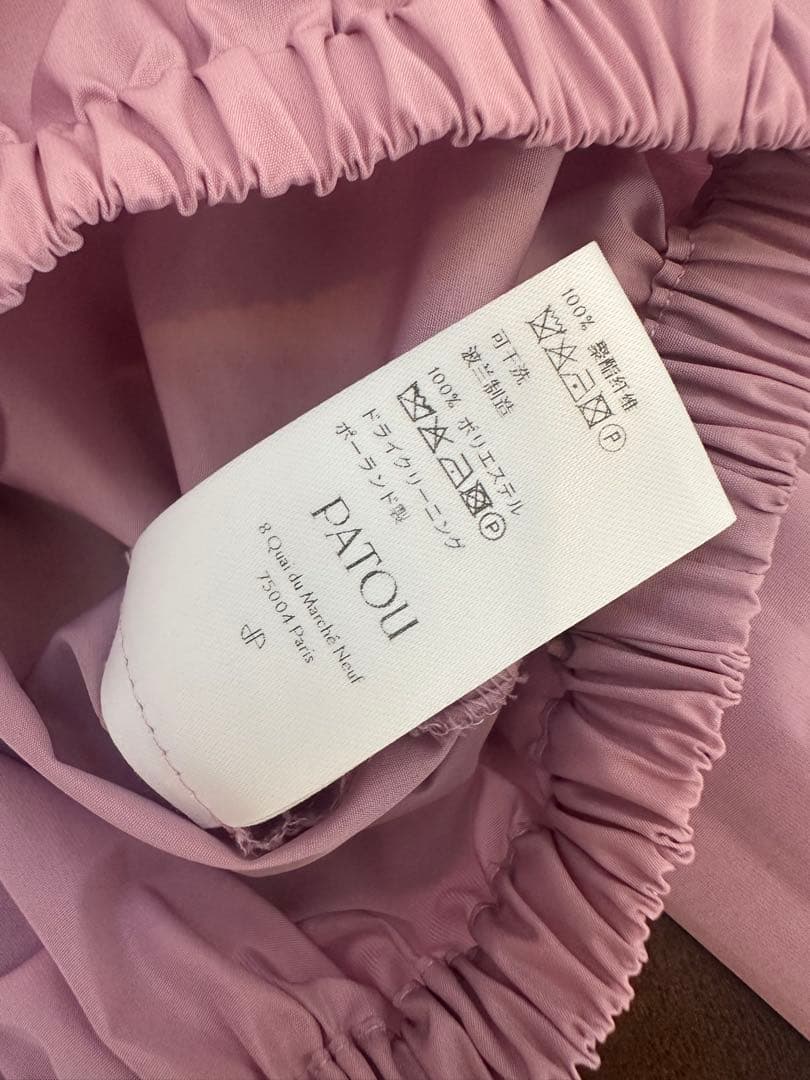 100% 聚酯纤维
P
可干洗
波兰制造
100% ポリエステル
P
ドライクリーニング
ポーランド製
PATOU
8 Quai du Marché Neuf
75004 Paris
JP